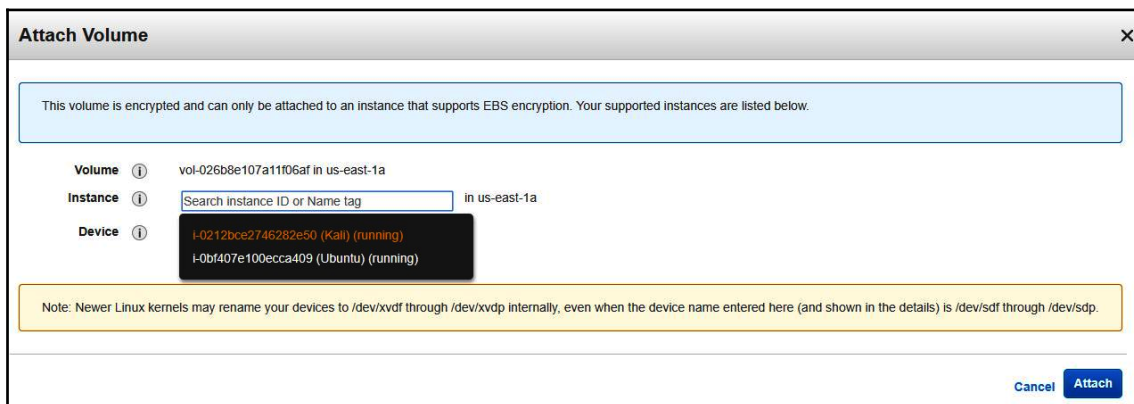 Attach Volume
This volume is encrypted and can only be attached to an instance that supports EBS encryption. Your supported instances are listed below.
Volume i vol-026b8e107a11f06af in us-east-1a
Instance i Search instance ID or Name tag in us-east-1a
Device i
i-0212bce2746282e50 (Kali) (running)
i-0bf407e100ecca409 (Ubuntu) (running)
Note: Newer Linux kernels may rename your devices to /dev/xvdf through /dev/xvdp internally, even when the device name entered here (and shown in the details) is /dev/sdf through /dev/sdp.
Cancel Attach